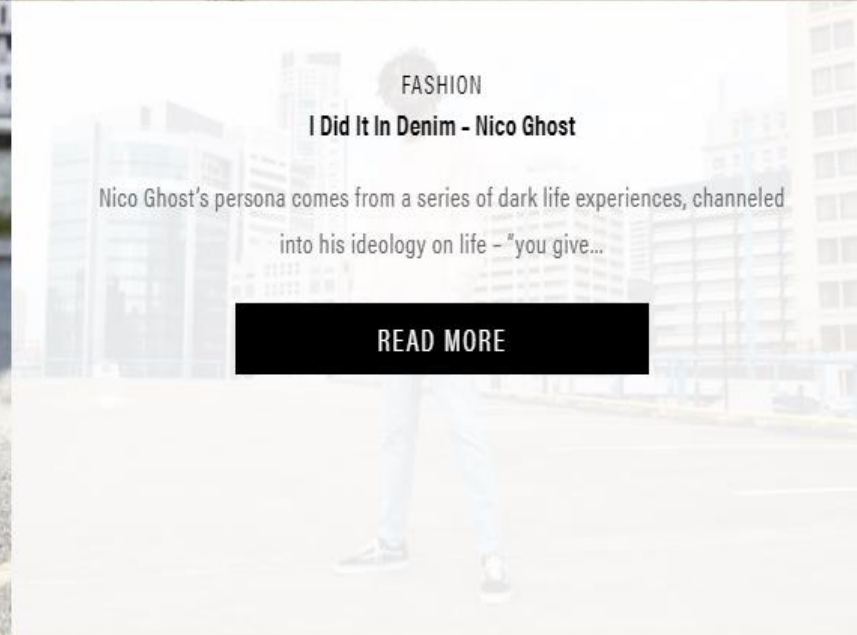 FASHION
I Did It In Denim – Nico Ghost
Nico Ghost’s persona comes from a series of dark life experiences, channeled
into his ideology on life – “you give...
READ MORE